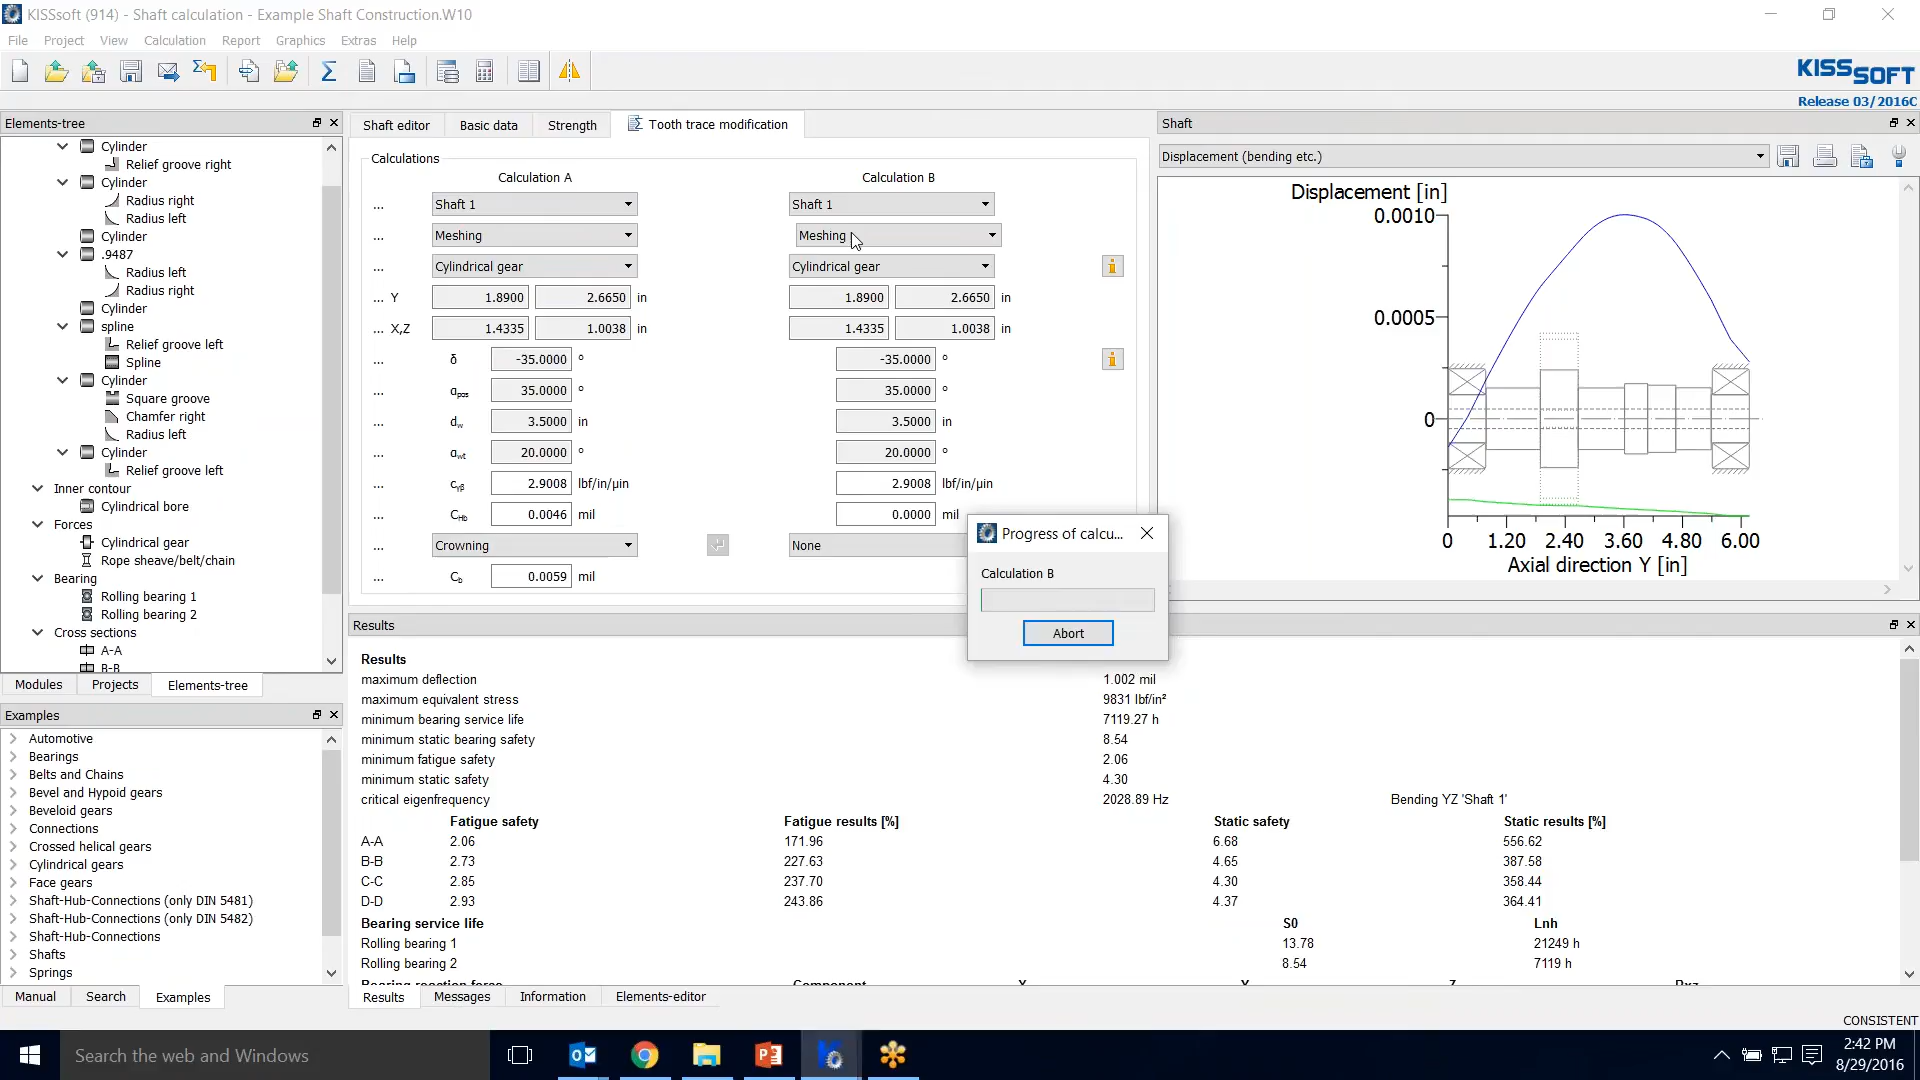 KISSsoft (914) - Shaft calculation - Example Shaft Construction.W10
File Project View Calculation Report Graphics Extras Help
KISSSOFT
Release 03/2016C
Elements-tree
Cylinder
Relief groove right
Cylinder
Radius right
Radius left
Cylinder
.9487
Radius left
Radius right
Cylinder
spline
Relief groove left
Spline
Cylinder
Square groove
Chamfer right
Radius left
Cylinder
Relief groove left
Inner contour
Cylindrical bore
Forces
Cylindrical gear
Rope sheave/belt/chain
Bearing
Rolling bearing 1
Rolling bearing 2
Cross sections
A-A
B-B
Modules Projects Elements-tree
Examples
Automotive
Bearings
Belts and Chains
Bevel and Hypoid gears
Beveloid gears
Connections
Crossed helical gears
Cylindrical gears
Face gears
Shaft-Hub-Connections (only DIN 5481)
Shaft-Hub-Connections (only DIN 5482)
Shaft-Hub-Connections
Shafts
Springs
Manual Search Examples
Shaft editor Basic data Strength Tooth trace modification
Calculations
Calculation A Calculation B
... Shaft 1 Shaft 1
... Meshing Meshing
... Cylindrical gear Cylindrical gear
... Y 1.8900 2.6650 in 1.8900 2.6650 in
... X,Z 1.4335 1.0038 in 1.4335 1.0038 in
... δ -35.0000 ° -35.0000 °
... αpos 35.0000 ° 35.0000 °
... dw 3.5000 in 3.5000 in
... αwt 20.0000 ° 20.0000 °
... cγβ 2.9008 lbf/in/µin 2.9008 lbf/in/µin
... CHb 0.0046 mil 0.0000 mil
... Crowning None
... Cb 0.0059 mil
Progress of calcu...
Calculation B
Abort
Shaft
Displacement (bending etc.)
Displacement [in]
0.0010
0.0005
0
0 1.20 2.40 3.60 4.80 6.00
Axial direction Y [in]
Results
Results
maximum deflection 1.002 mil
maximum equivalent stress 9831 lbf/in²
minimum bearing service life 7119.27 h
minimum static bearing safety 8.54
minimum fatigue safety 2.06
minimum static safety 4.30
critical eigenfrequency 2028.89 Hz Bending YZ 'Shaft 1'
Fatigue safety Fatigue results [%] Static safety Static results [%]
A-A 2.06 171.96 6.68 556.62
B-B 2.73 227.63 4.65 387.58
C-C 2.85 237.70 4.30 358.44
D-D 2.93 243.86 4.37 364.41
Bearing service life S0 Lnh
Rolling bearing 1 13.78 21249 h
Rolling bearing 2 8.54 7119 h
Bearing reaction force Component X Y Z Rxz
Results Messages Information Elements-editor
CONSISTENT
Search the web and Windows
2:42 PM
8/29/2016